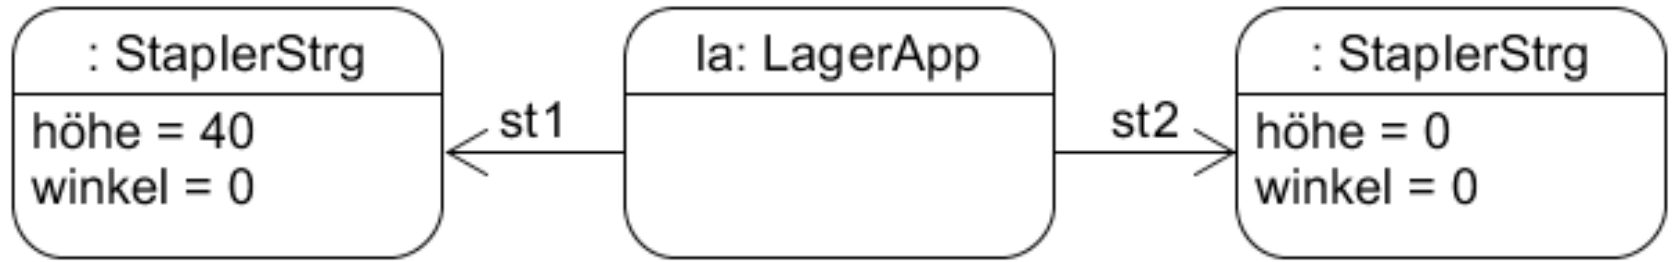 : StaplerStrg
höhe = 40
winkel = 0
st1
la: LagerApp
st2
: StaplerStrg
höhe = 0
winkel = 0